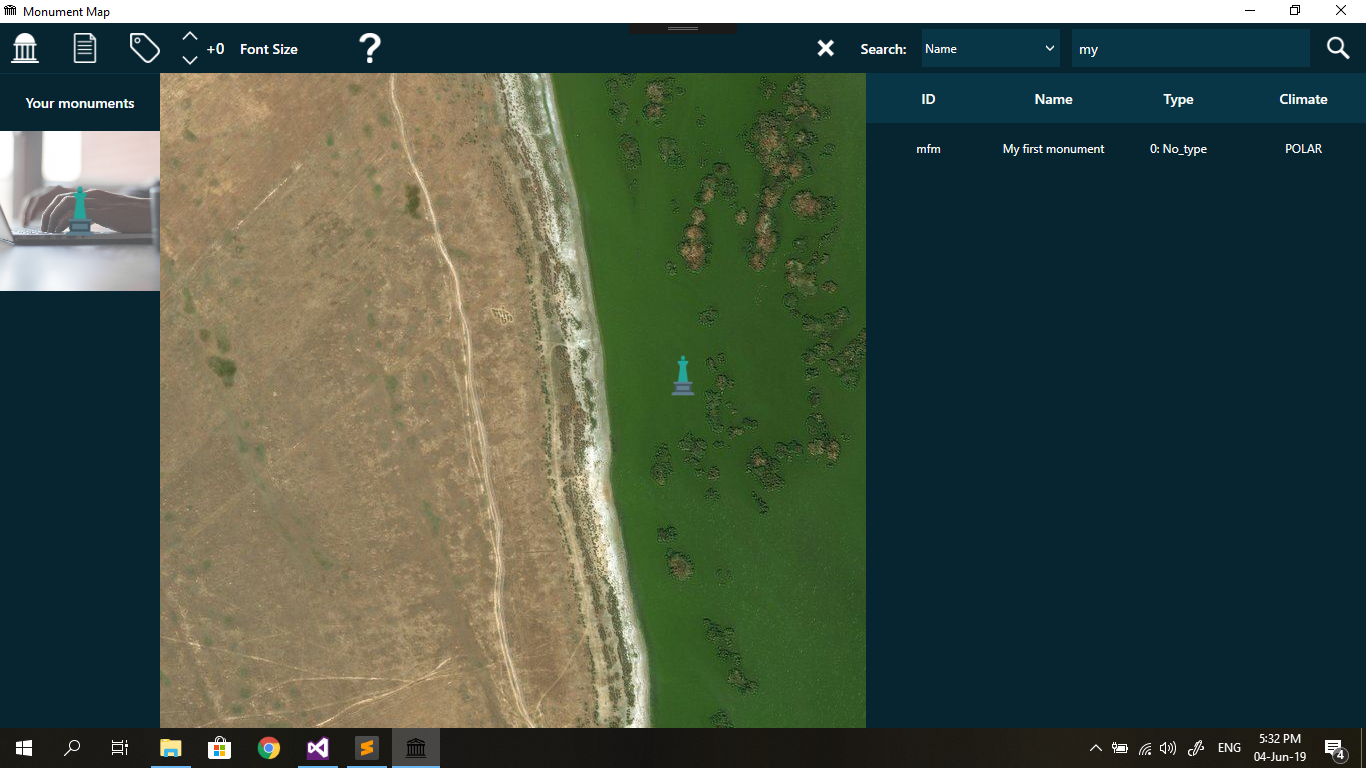 Monument Map
+0 Font Size
Search: Name my
Your monuments
ID Name Type Climate
mfm My first monument 0: No_type POLAR
ENG
5:32 PM
04-Jun-19
4